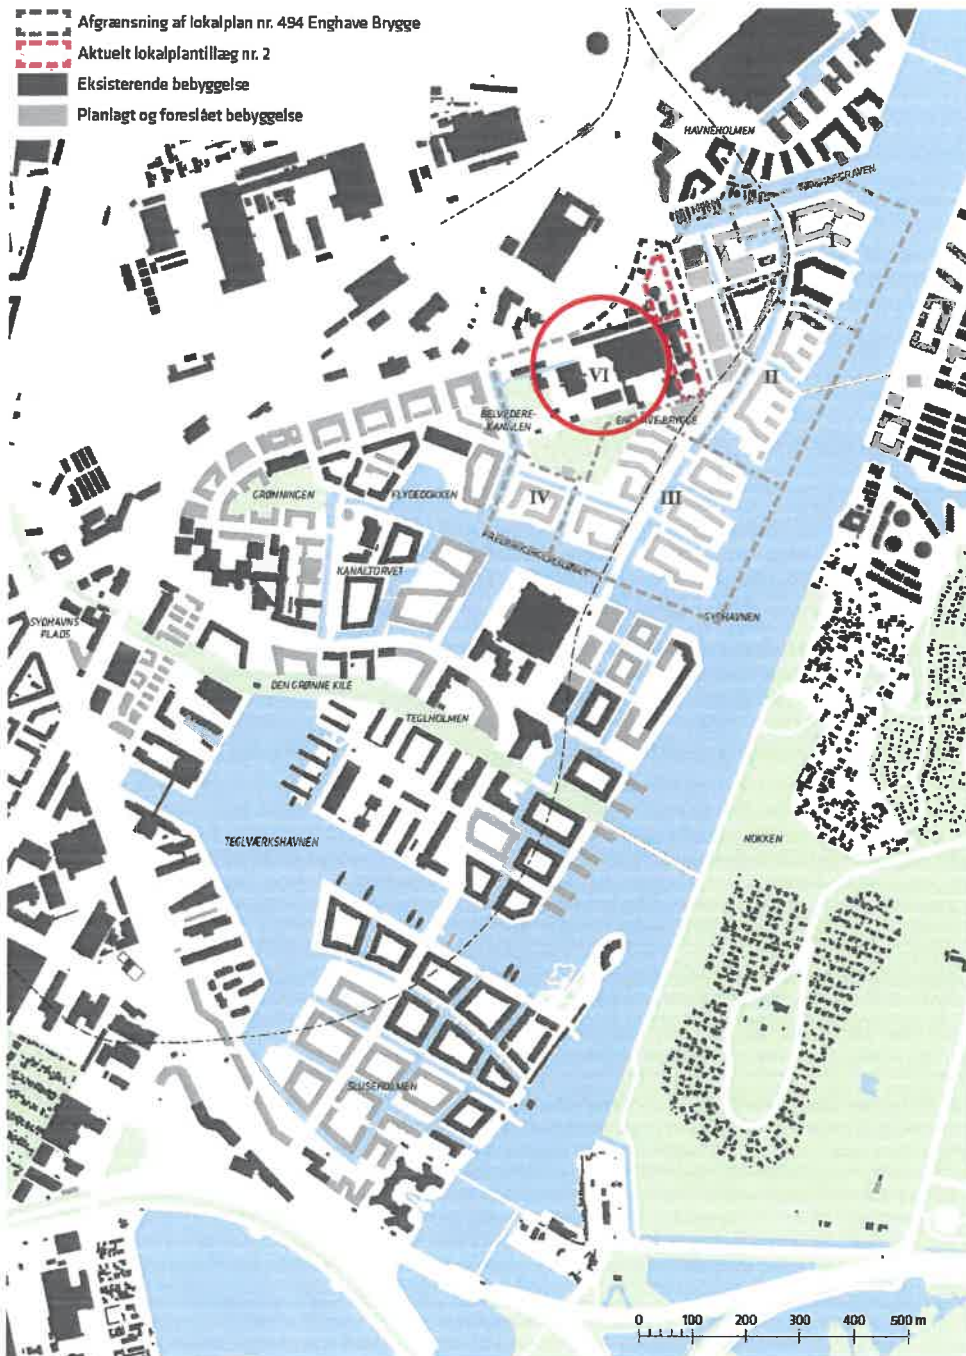 Afgrænsning af lokalplan nr. 494 Enghave Brygge
Aktuelt lokalplantillæg nr. 2
Eksisterende bebyggelse
Planlagt og foreslået bebyggelse
HAVNEHOLMEN
I
V
II
VI
BELVEDERE-
KANALEN
ENGHAVE BRYGGE
GRØNNINGEN
FLYDEDOKKEN
IV
III
KANALTORVET
FREDERIKSHOLMSLØBET
SYDHAVNEN
SYDHAVNS
PLADS
DEN GRØNNE KILE
TEGLHOLMEN
TEGLVÆRKSHAVNEN
NOKKEN
SLUSEHOLMEN
0 100 200 300 400 500 m